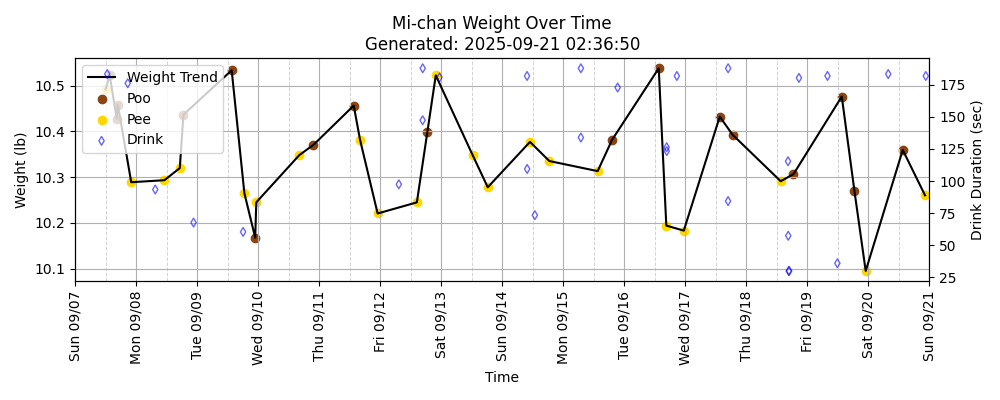 Mi-chan Weight Over Time
Generated: 2025-09-21 02:36:50
Weight Trend
Poo
Pee
Drink
Weight (lb)
10.5
10.4
10.3
10.2
10.1
Drink Duration (sec)
175
150
125
100
75
50
25
Sun 09/07
Mon 09/08
Tue 09/09
Wed 09/10
Thu 09/11
Fri 09/12
Sat 09/13
Sun 09/14
Mon 09/15
Tue 09/16
Wed 09/17
Thu 09/18
Fri 09/19
Sat 09/20
Sun 09/21
Time